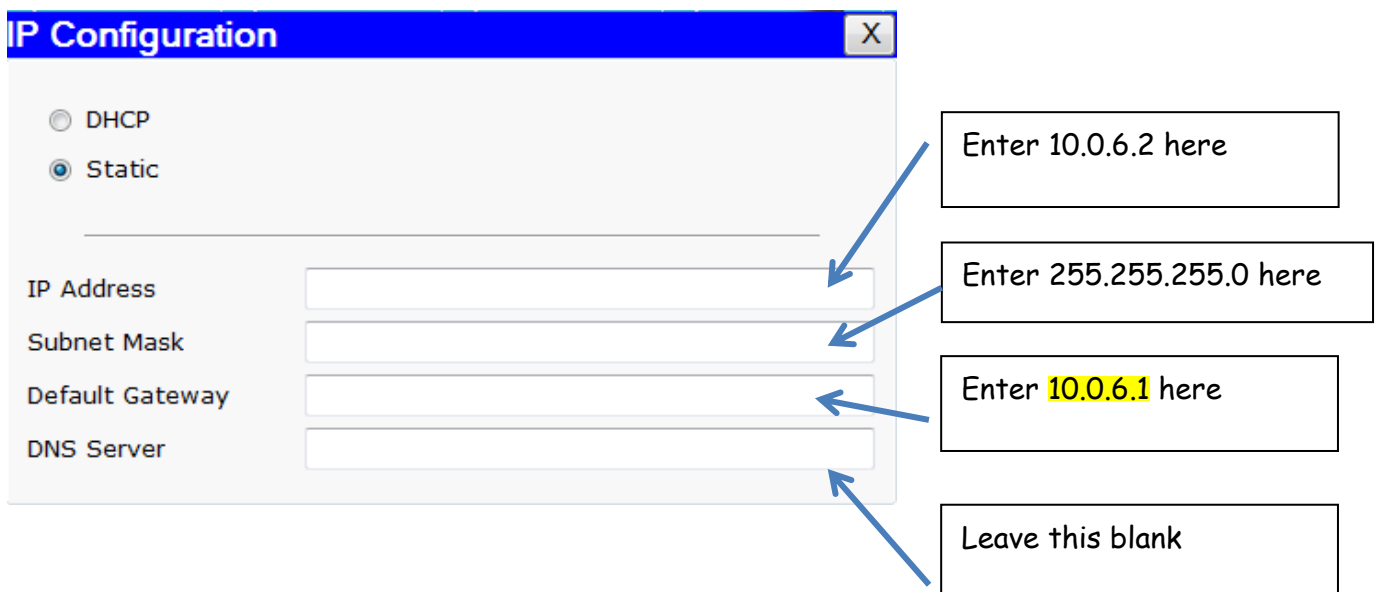 IP Configuration
X
DHCP
Static
Enter 10.0.6.2 here
IP Address
Enter 255.255.255.0 here
Subnet Mask
Default Gateway
Enter 10.0.6.1 here
DNS Server
Leave this blank